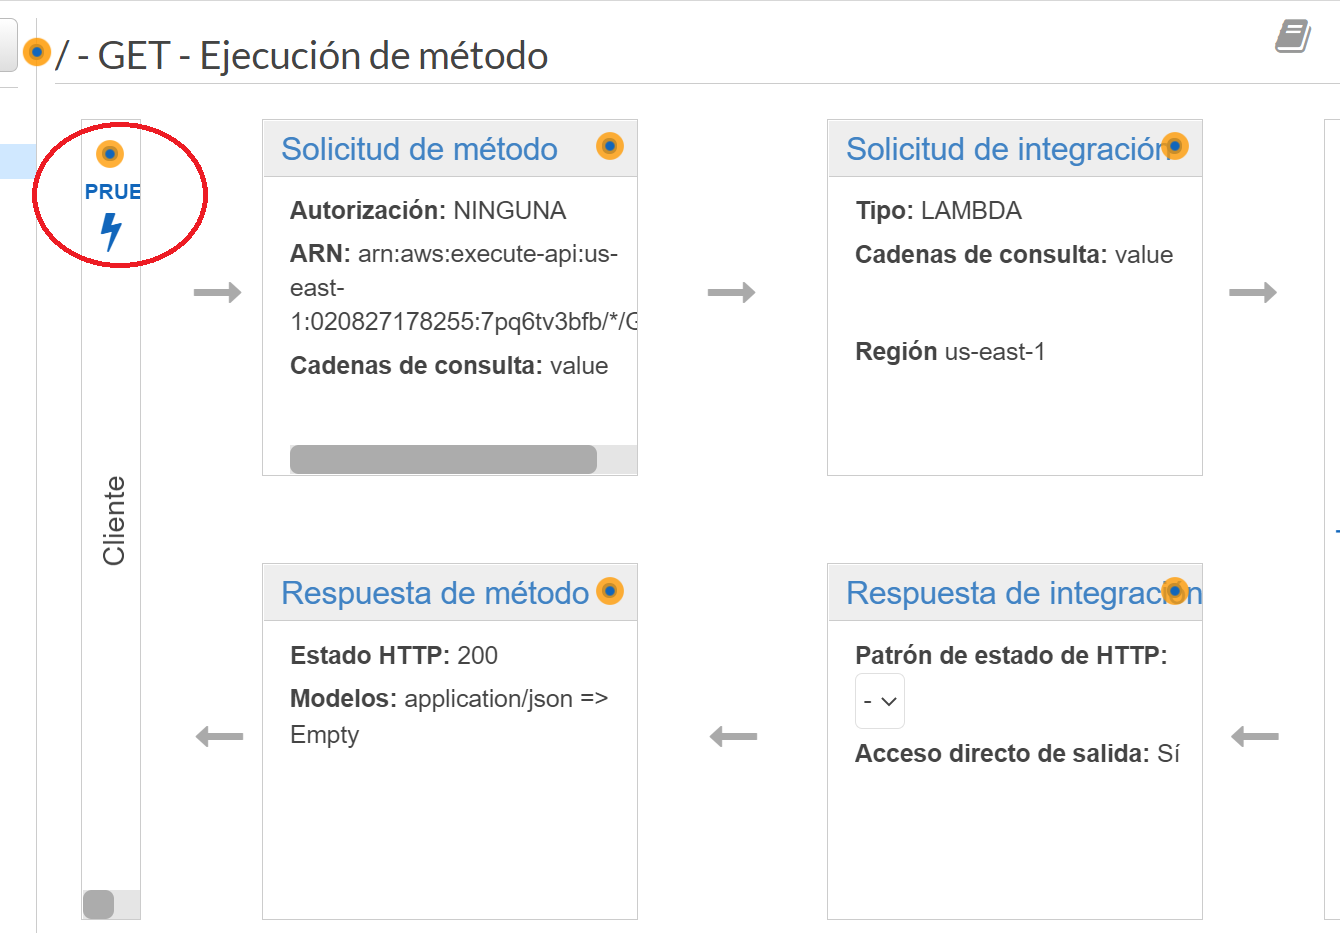 / - GET - Ejecución de método
PRUE
Cliente
Solicitud de método
Autorización: NINGUNA
ARN: arn:aws:execute-api:us-
east-
1:020827178255:7pq6tv3bfb/*/G
Cadenas de consulta: value
Solicitud de integración
Tipo: LAMBDA
Cadenas de consulta: value
Región us-east-1
Respuesta de método
Estado HTTP: 200
Modelos: application/json =>
Empty
Respuesta de integración
Patrón de estado de HTTP:
-
Acceso directo de salida: Sí